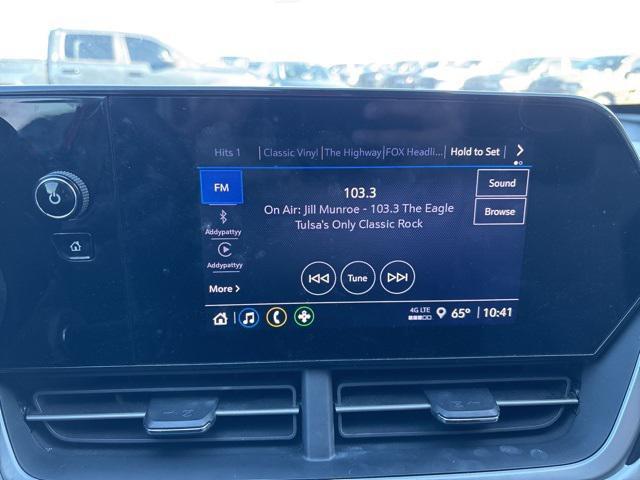 Hits 1 Classic Vinyl The Highway FOX Headli... Hold to Set
FM
103.3
Sound
On Air: Jill Munroe - 103.3 The Eagle
Tulsa's Only Classic Rock
Browse
Addypattyy
Addypattyy
More
Tune
4G LTE 65° 10:41